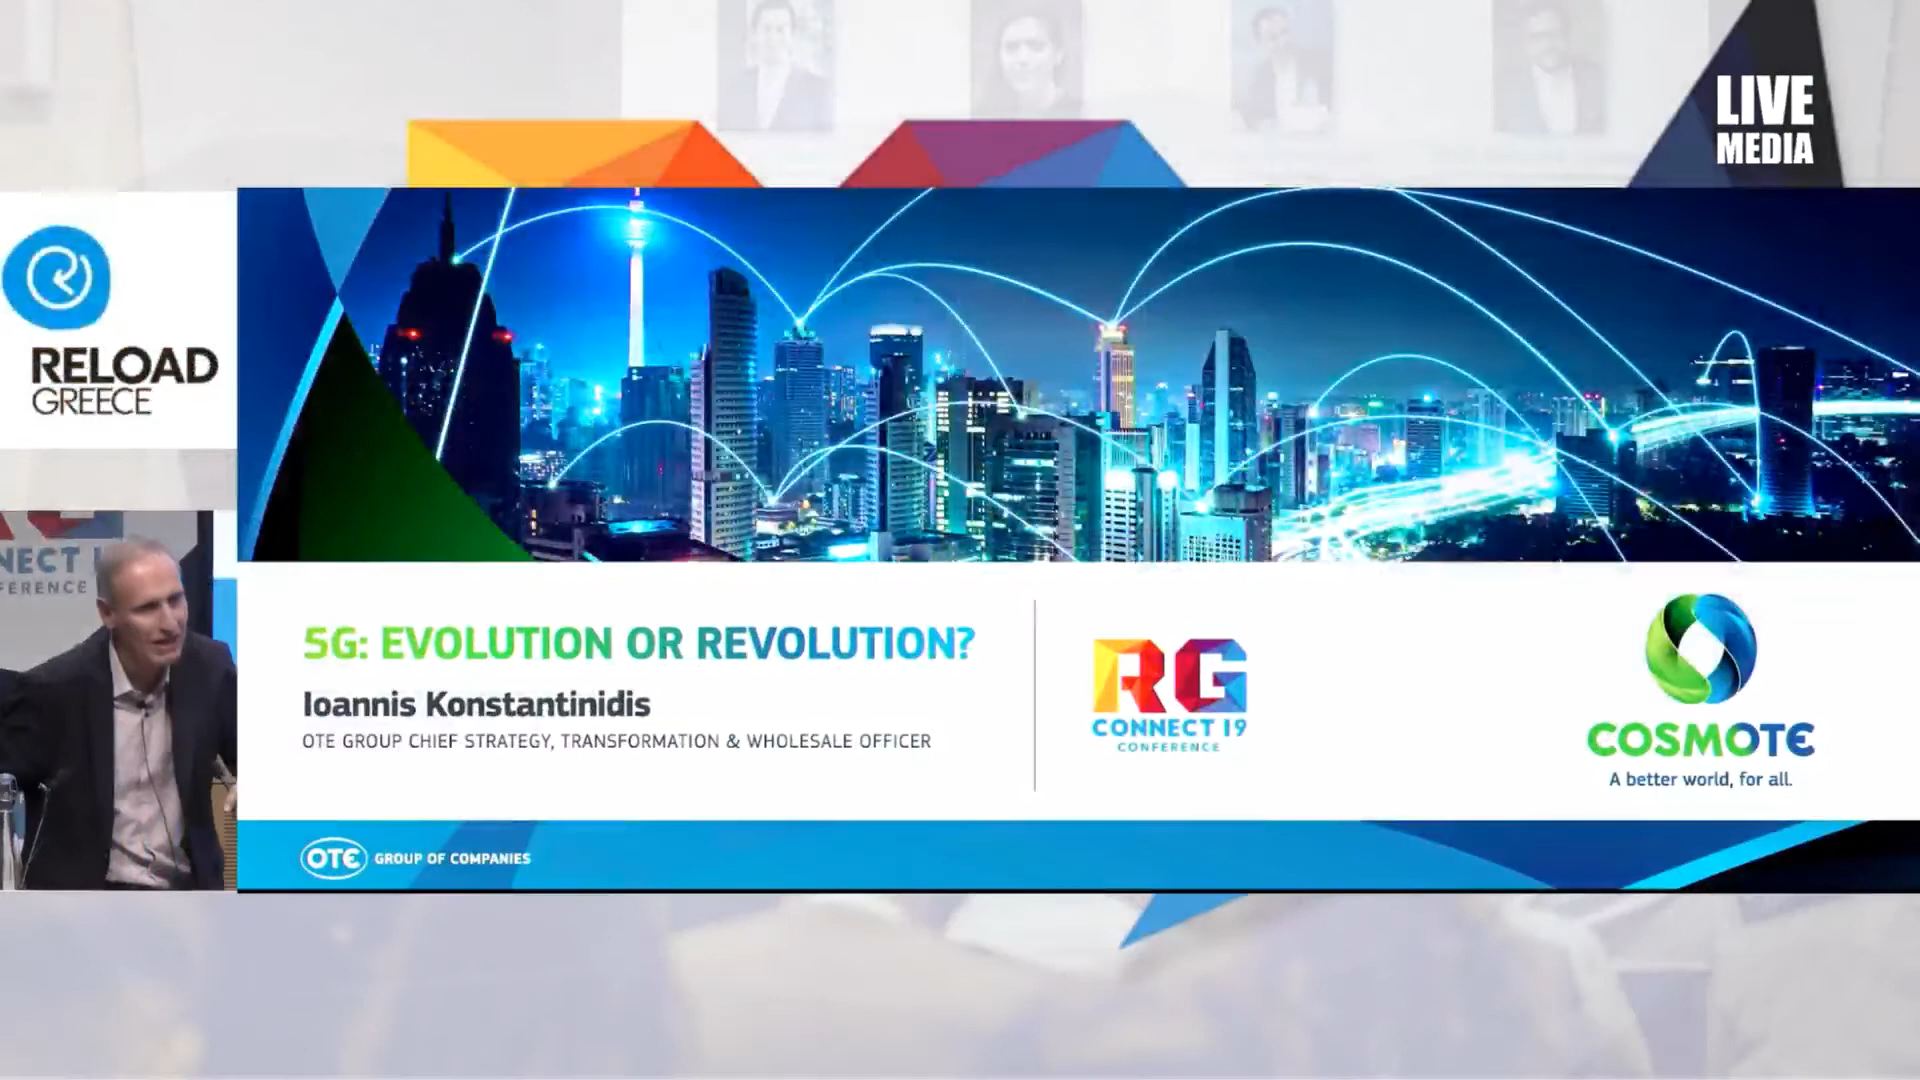 LIVE
MEDIA
RELOAD
GREECE
NECT 1
FERENCE
5G: EVOLUTION OR REVOLUTION?
Ioannis Konstantinidis
OTE GROUP CHIEF STRATEGY, TRANSFORMATION & WHOLESALE OFFICER
RG
CONNECT 19
CONFERENCE
COSMOTE
A better world, for all.
OTE GROUP OF COMPANIES